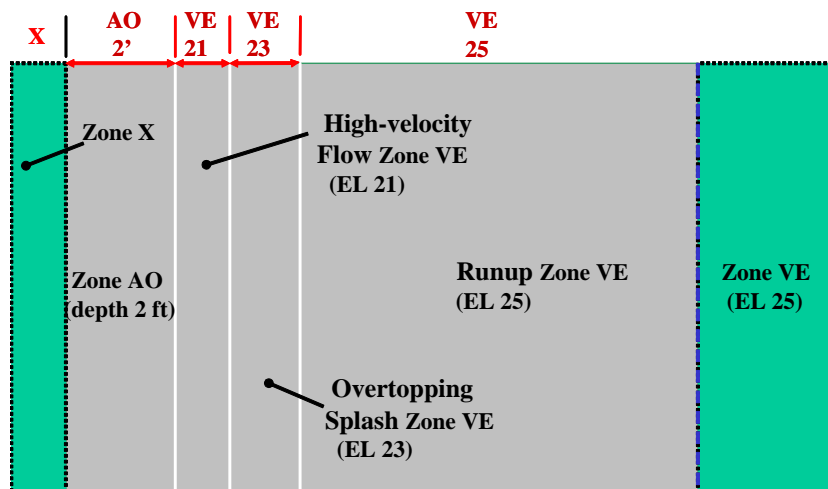 X
AO
2’
VE
21
VE
23
VE
25
Zone X
High-velocity
Flow Zone VE
(EL 21)
Zone AO
(depth 2 ft)
Runup Zone VE
(EL 25)
Zone VE
(EL 25)
Overtopping
Splash Zone VE
(EL 23)